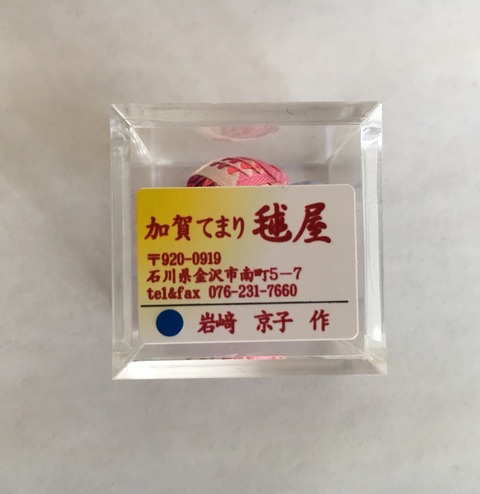 加賀てまり 毬屋
〒920-0919
石川県金沢市南町5-7
tel&fax 076-231-7660
岩﨑 京子 作